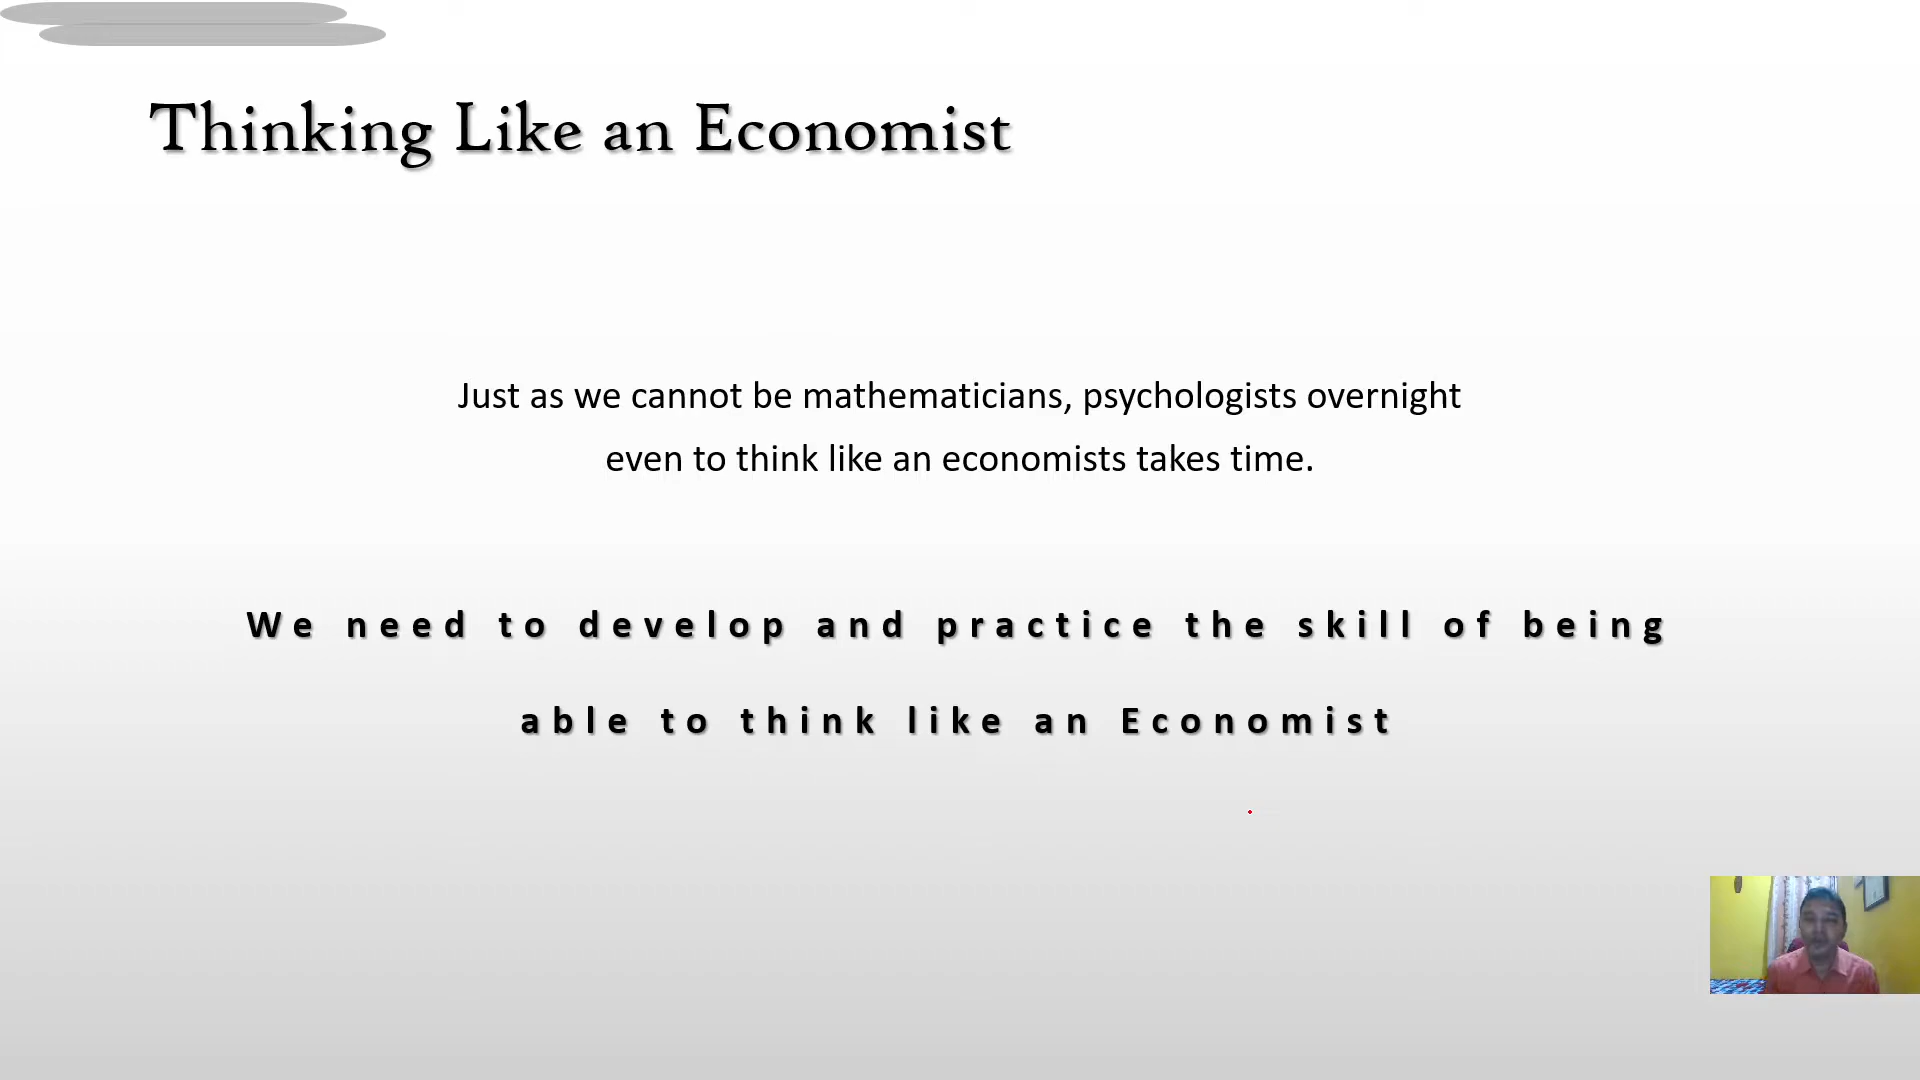 Thinking Like an Economist
Just as we cannot be mathematicians, psychologists overnight
even to think like an economists takes time.
We need to develop and practice the skill of being
able to think like an Economist